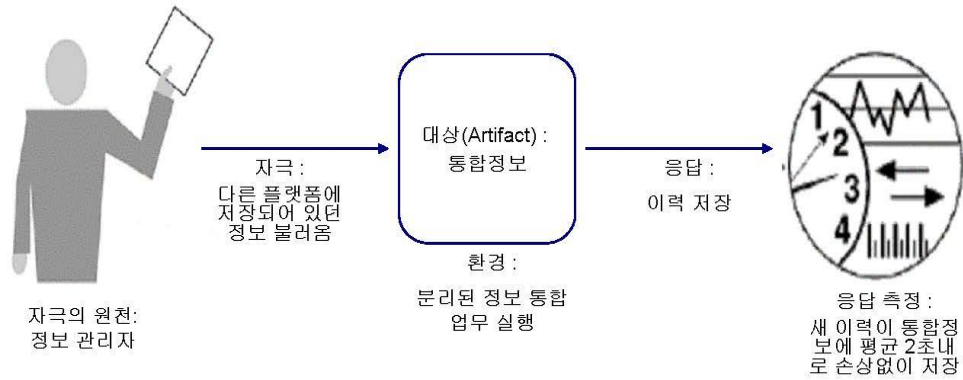 대상(Artifact) :
통합정보
자극 :
다른 플랫폼에
저장되어 있던
정보 불러옴
응답 :
이력 저장
환경 :
분리된 정보 통합
업무 실행
자극의 원천:
정보 관리자
1
2
3
4
응답 측정 :
새 이력이 통합정
보에 평균 2초내
로 손상없이 저장